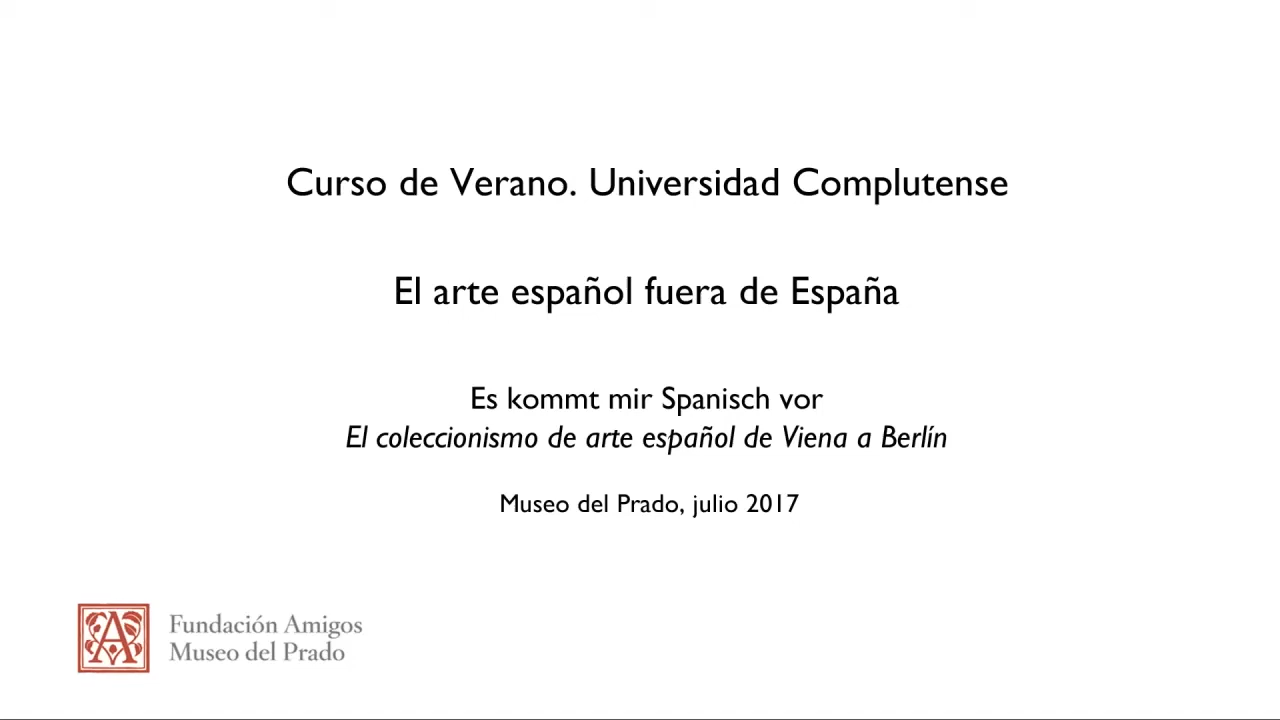 Curso de Verano. Universidad Complutense
El arte español fuera de España
Es kommt mir Spanisch vor
El coleccionismo de arte español de Viena a Berlín
Museo del Prado, julio 2017
A
Fundación Amigos
Museo del Prado